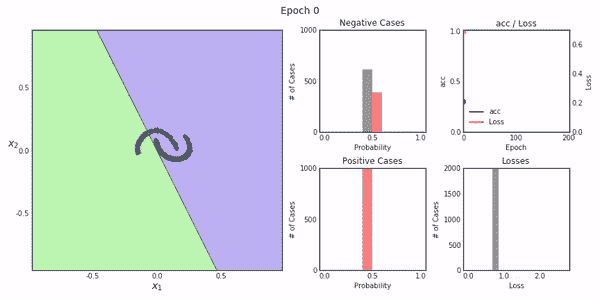 Epoch 0
0.5
0.0
-0.5
x₂
-0.5 0.0 0.5
x₁
Negative Cases
1000
500
0
# of Cases
0.0 0.5 1.0
Probability
acc / Loss
1.0
0.5
0.0
acc
0.6
0.4
0.2
0.0
Loss
acc
Loss
0 100 200
Epoch
Positive Cases
1000
500
0
# of Cases
0.0 0.5 1.0
Probability
Losses
2000
1500
1000
500
0
# of Cases
0.0 1.0 2.0
Loss